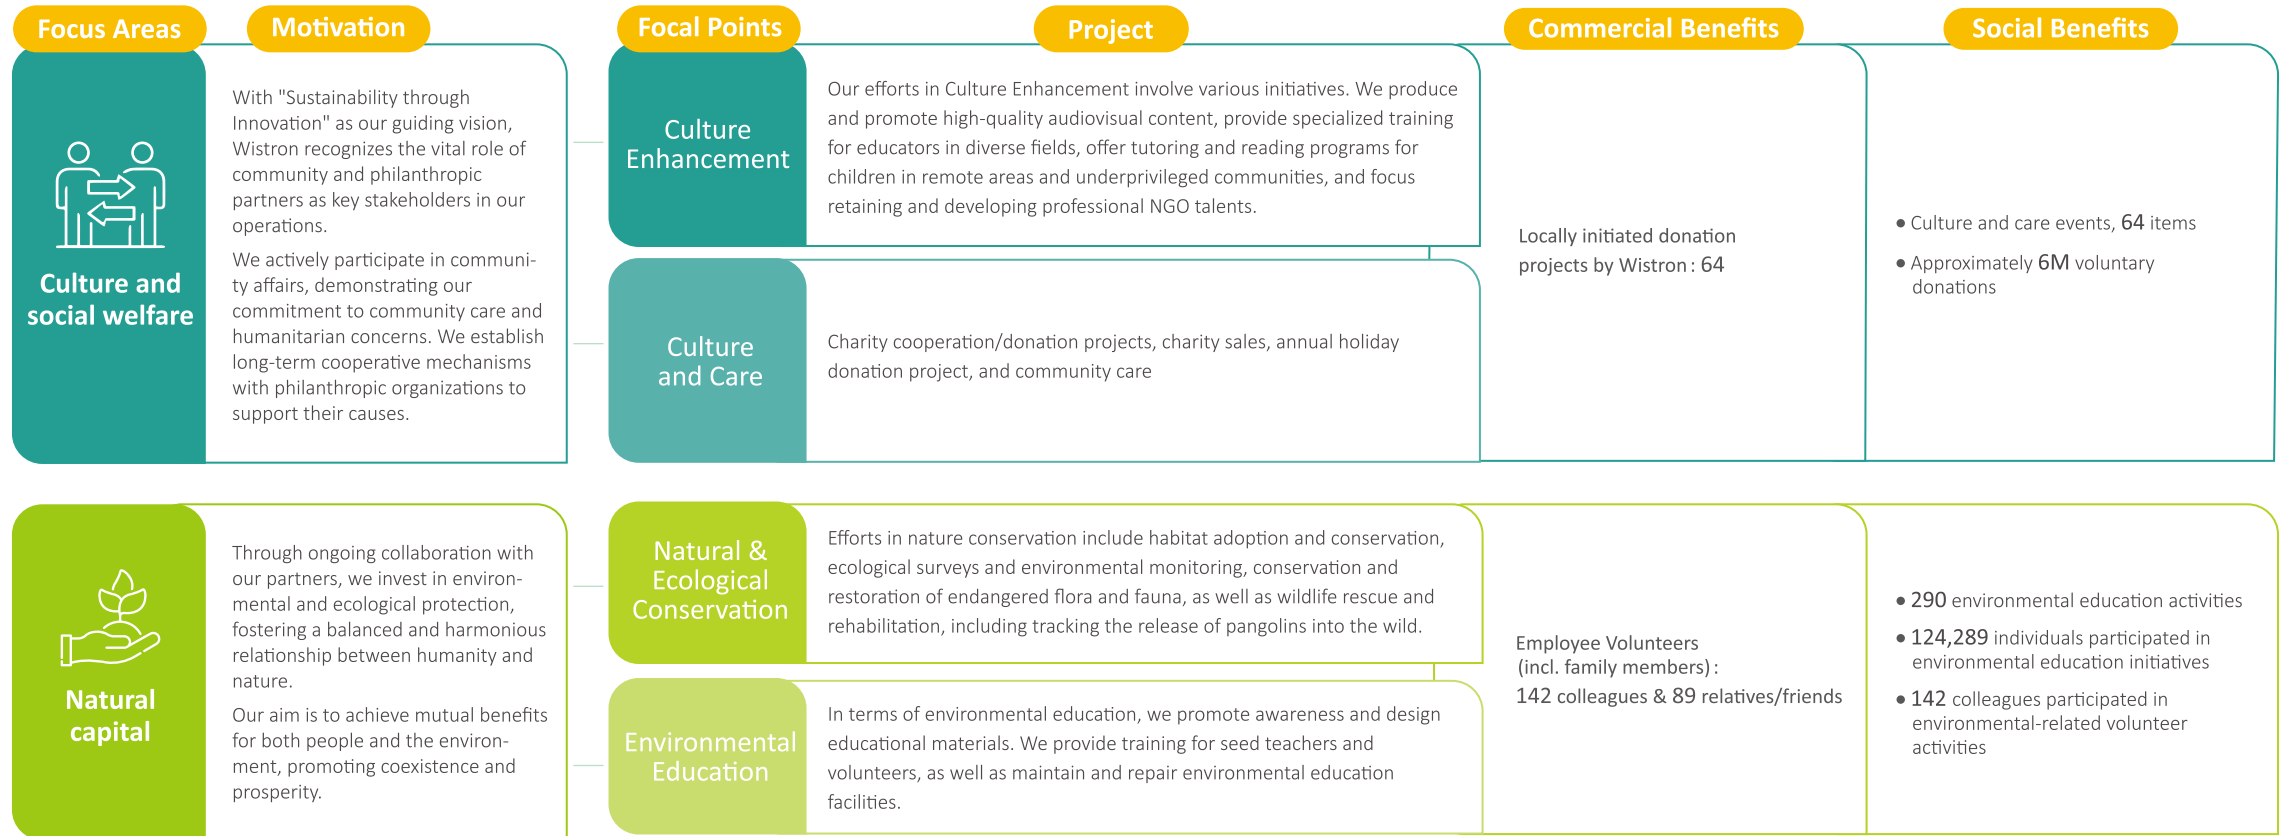 Focus Areas
Motivation
Focal Points
Project
Commercial Benefits
Social Benefits
Culture and
social welfare
With "Sustainability through
Innovation" as our guiding vision,
Wistron recognizes the vital role of
community and philanthropic
partners as key stakeholders in our
operations.
We actively participate in communi-
ty affairs, demonstrating our
commitment to community care and
humanitarian concerns. We establish
long-term cooperative mechanisms
with philanthropic organizations to
support their causes.
Culture
Enhancement
Our efforts in Culture Enhancement involve various initiatives. We produce
and promote high-quality audiovisual content, provide specialized training
for educators in diverse fields, offer tutoring and reading programs for
children in remote areas and underprivileged communities, and focus
retaining and developing professional NGO talents.
Culture
and Care
Charity cooperation/donation projects, charity sales, annual holiday
donation project, and community care
Locally initiated donation
projects by Wistron : 64
• Culture and care events, 64 items
• Approximately 6M voluntary
donations
Natural
capital
Through ongoing collaboration with
our partners, we invest in environ-
mental and ecological protection,
fostering a balanced and harmonious
relationship between humanity and
nature.
Our aim is to achieve mutual benefits
for both people and the environ-
ment, promoting coexistence and
prosperity.
Natural &
Ecological
Conservation
Efforts in nature conservation include habitat adoption and conservation,
ecological surveys and environmental monitoring, conservation and
restoration of endangered flora and fauna, as well as wildlife rescue and
rehabilitation, including tracking the release of pangolins into the wild.
Environmental
Education
In terms of environmental education, we promote awareness and design
educational materials. We provide training for seed teachers and
volunteers, as well as maintain and repair environmental education
facilities.
Employee Volunteers
(incl. family members) :
142 colleagues & 89 relatives/friends
• 290 environmental education activities
• 124,289 individuals participated in
environmental education initiatives
• 142 colleagues participated in
environmental-related volunteer
activities